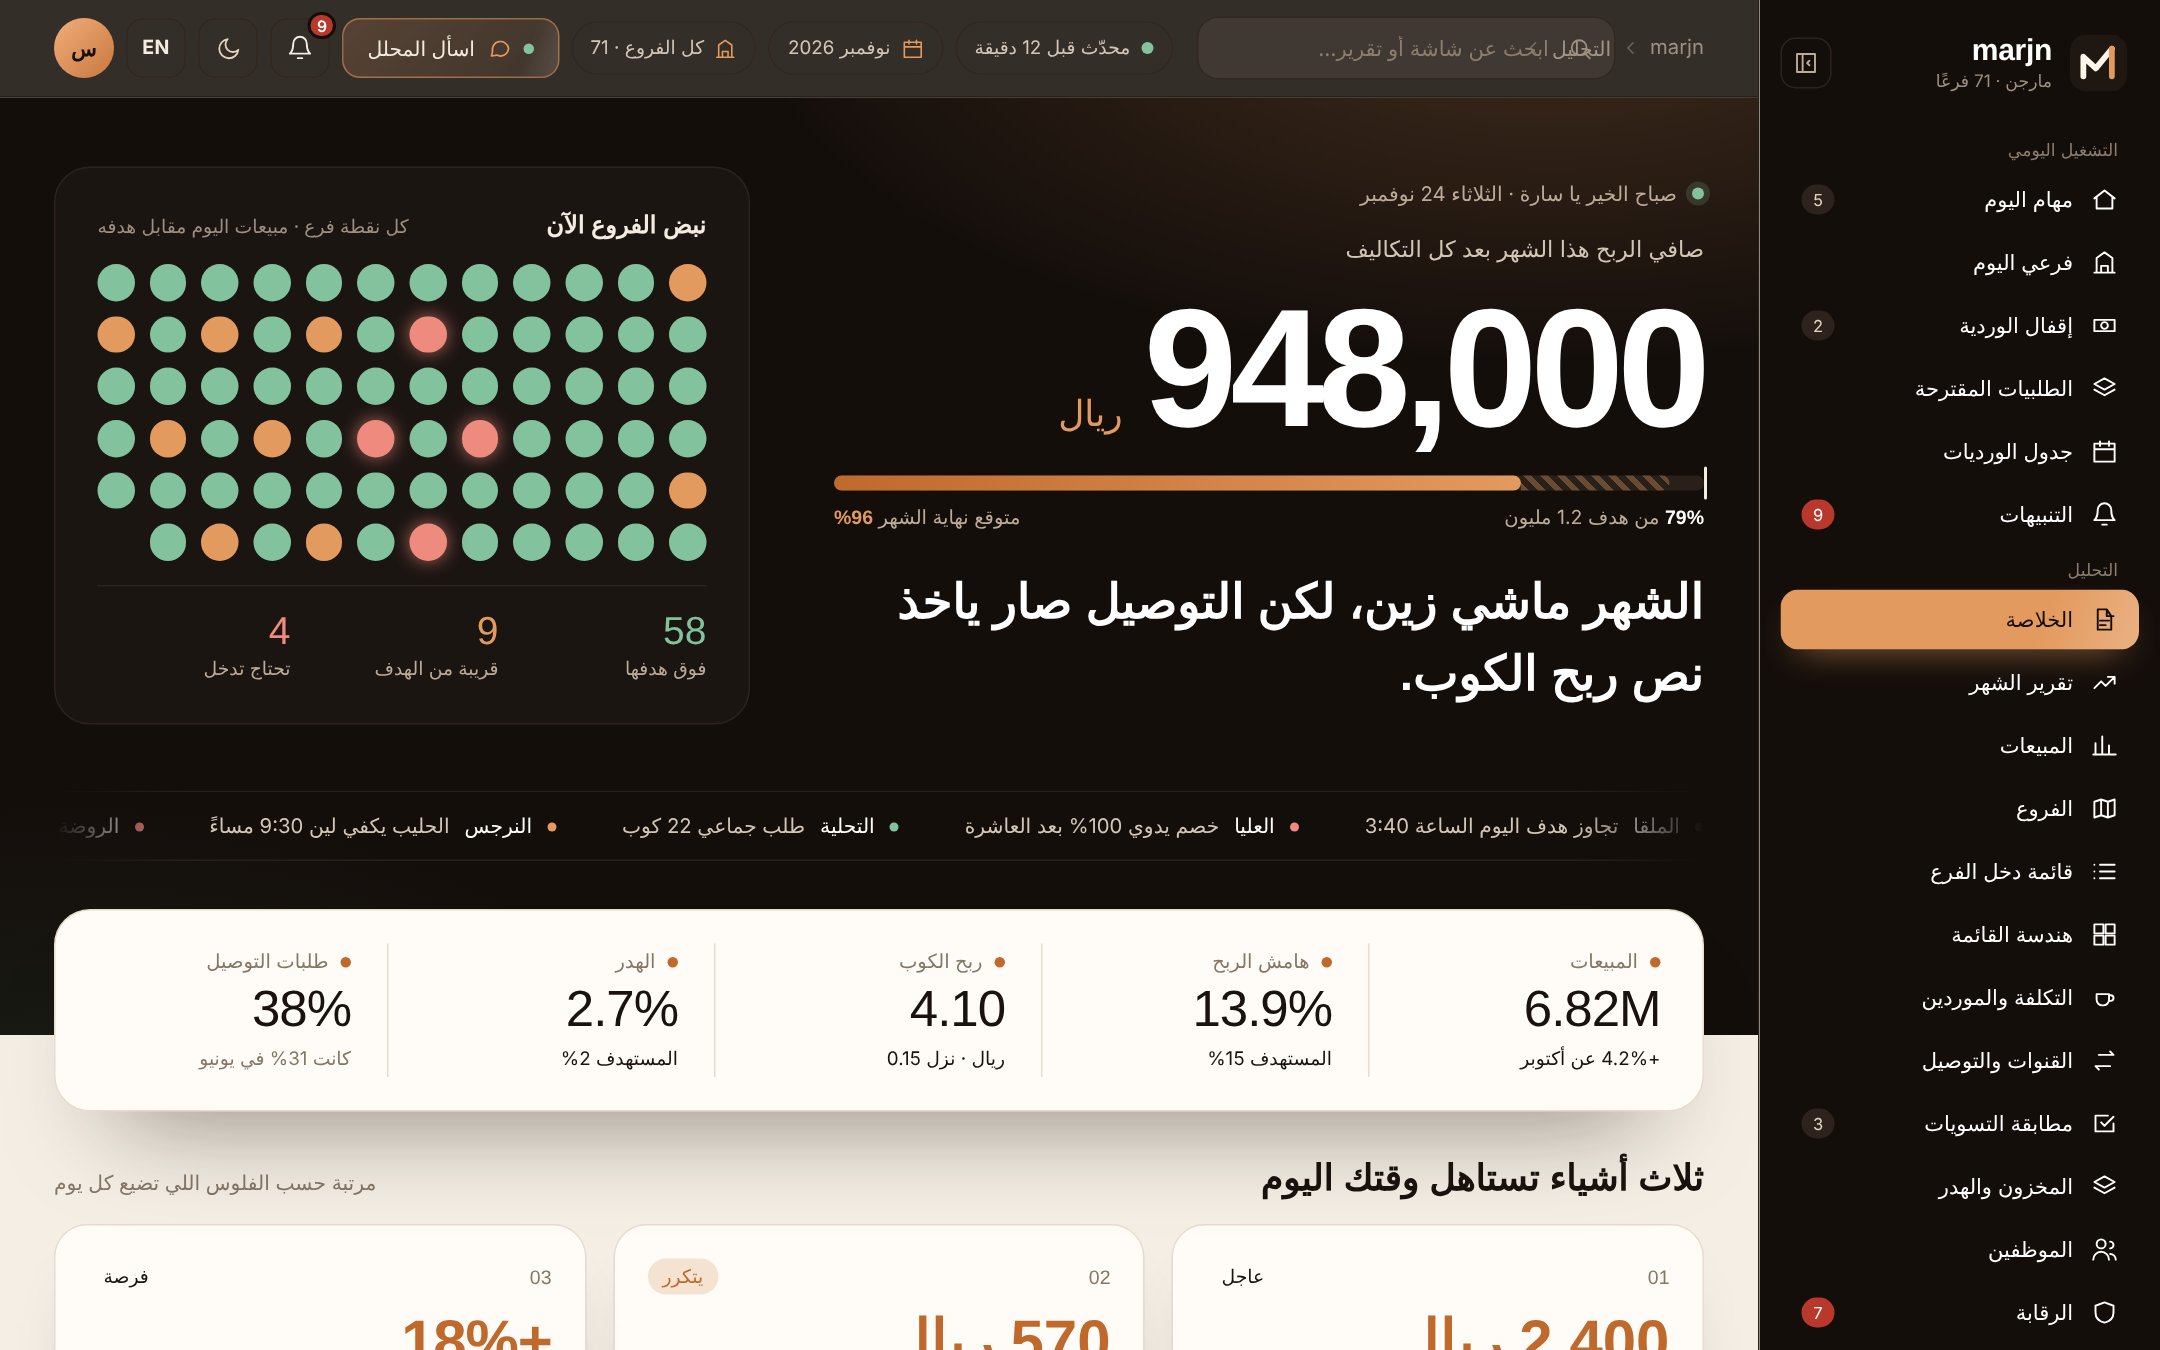 marjn
مارجن · 71 فرعًا
التشغيل اليومي
مهام اليوم 5
فرعي اليوم
إقفال الوردية 2
الطلبيات المقترحة
جدول الورديات
التنبيهات 9
التحليل
الخلاصة
تقرير الشهر
المبيعات
الفروع
قائمة دخل الفرع
هندسة القائمة
التكلفة والموردين
القنوات والتوصيل
مطابقة التسويات 3
المخزون والهدر
الموظفين
الرقابة 7
marjn
التحليل
ابحث عن شاشة أو تقرير...
محدّث قبل 12 دقيقة
نوفمبر 2026
كل الفروع · 71
اسأل المحلل
9
EN
س
صباح الخير يا سارة · الثلاثاء 24 نوفمبر
صافي الربح هذا الشهر بعد كل التكاليف
948,000 ريال
79% من هدف 1.2 مليون
متوقع نهاية الشهر 96%
الشهر ماشي زين، لكن التوصيل صار ياخذ
نص ربح الكوب.
نبض الفروع الآن
كل نقطة فرع · مبيعات اليوم مقابل هدفه
58 فوق هدفها
9 قريبة من الهدف
4 تحتاج تدخل
الملقا تجاوز هدف اليوم الساعة 3:40
العليا خصم يدوي 100% بعد العاشرة
التحلية طلب جماعي 22 كوب
النرجس الحليب يكفي لين 9:30 مساءً
الروضة
المبيعات
6.82M
+4.2% عن أكتوبر
هامش الربح
13.9%
المستهدف 15%
ربح الكوب
4.10
ريال · نزل 0.15
الهدر
2.7%
المستهدف 2%
طلبات التوصيل
38%
كانت 31% في يونيو
ثلاث أشياء تستاهل وقتك اليوم
مرتبة حسب الفلوس اللي تضيع كل يوم
01 عاجل
2,400 ريال
02 يتكرر
570 ريال
03 فرصة
+18%